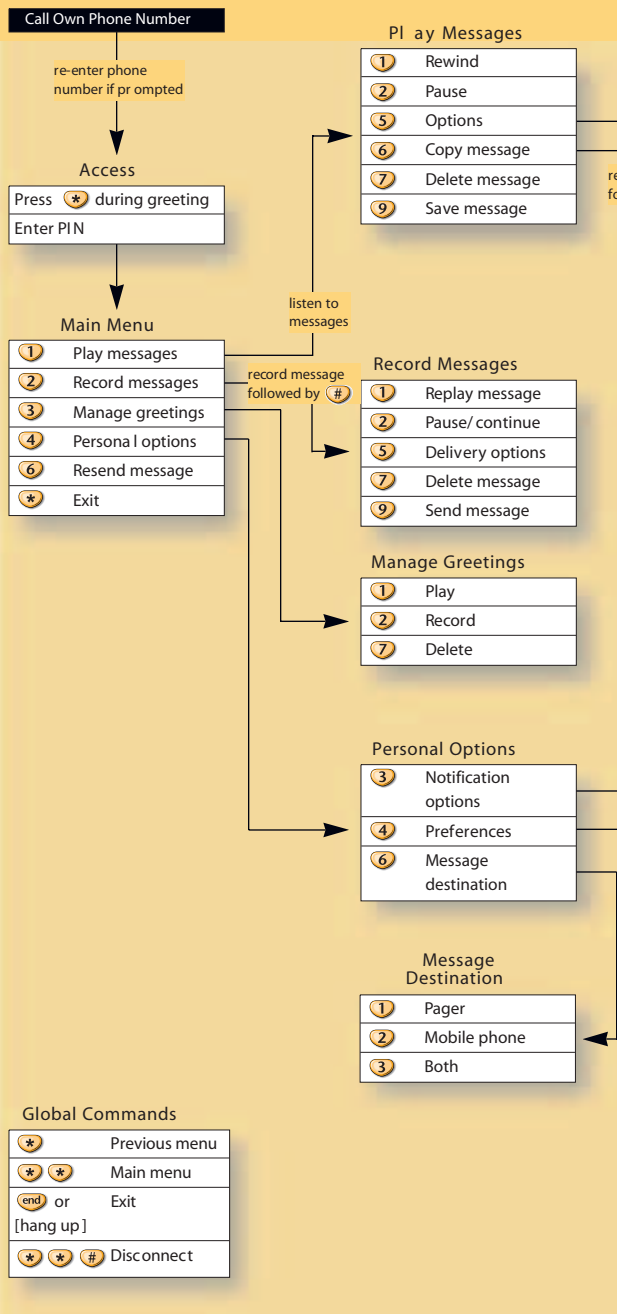 Call Own Phone Number
re-enter phone
number if pr ompted
Access
Press * during greeting
Enter PIN
Main Menu
1 Play messages
2 Record messages
3 Manage greetings
4 Persona l options
6 Resend message
* Exit
listen to
messages
record message
followed by #
Pl ay Messages
1 Rewind
2 Pause
5 Options
6 Copy message
7 Delete message
9 Save message
re
fo
Record Messages
1 Replay message
2 Pause/ continue
5 Delivery options
7 Delete message
9 Send message
Manage Greetings
1 Play
2 Record
7 Delete
Personal Options
3 Notification
options
4 Preferences
6 Message
destination
Message
Destination
1 Pager
2 Mobile phone
3 Both
Global Commands
* Previous menu
* * Main menu
end or Exit
[hang up]
* * # Disconnect